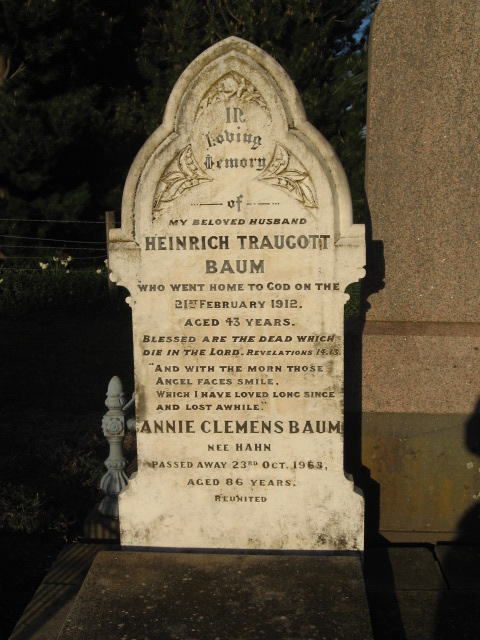 In
Loving
Memory
of
MY BELOVED HUSBAND
HEINRICH TRAUGOTT
BAUM
WHO WENT HOME TO GOD ON THE
21ST FEBRUARY 1912.
AGED 43 YEARS.
BLESSED ARE THE DEAD WHICH
DIE IN THE LORD. REVELATIONS 14.13.
"AND WITH THE MORN THOSE
ANGEL FACES SMILE,
WHICH I HAVE LOVED LONG SINCE
AND LOST AWHILE."
ANNIE CLEMENS BAUM
NEE HAHN
PASSED AWAY 23RD OCT.
AGED 86 YEARS.
REUNITED